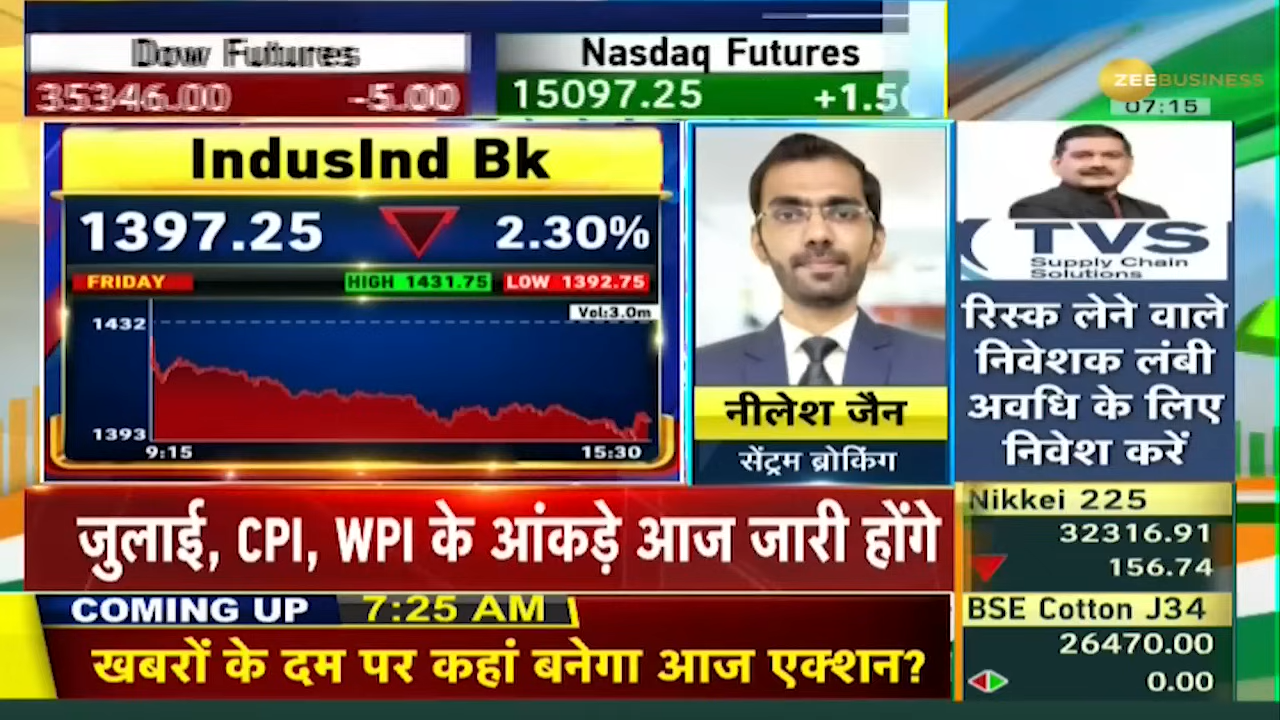 Dow Futures
35346.00 -5.00
Nasdaq Futures
15097.25
ZEEBUSINESS
07:15
IndusInd Bk
1397.25 2.30%
FRIDAY HIGH 1431.75 LOW 1392.75
Vol:3.0m
1432
1393
9:15 15:30
नीलेश जैन
सेंट्रम ब्रोकिंग
TVS
Supply Chain
Solutions
रिस्क लेने वाले
निवेशक लंबी
अवधि के लिए
निवेश करें
Nikkei 225
32316.91
156.74
BSE Cotton J34
26470.00
0.00
जुलाई, CPI, WPI के आंकड़े आज जारी होंगे
COMING UP 7:25 AM
खबरों के दम पर कहां बनेगा आज एक्शन?